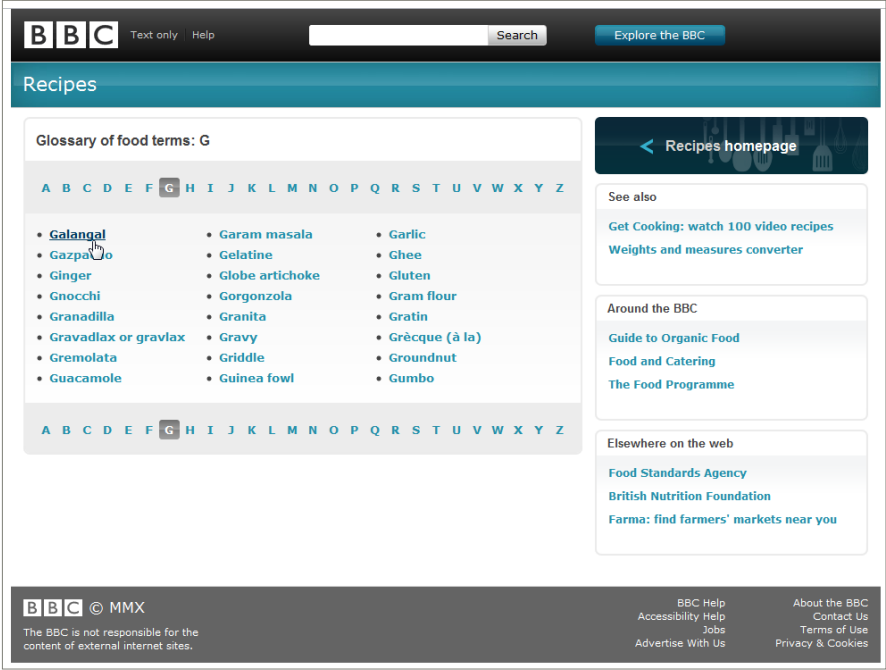 BBC Text only Help Search Explore the BBC
Recipes
Glossary of food terms: G
A B C D E F G H I J K L M N O P Q R S T U V W X Y Z
Galangal Garam masala Garlic
Gelatine Ghee
Ginger Globe artichoke Gluten
Gnocchi Gorgonzola Gram flour
Granadilla Granita Gratin
Gravadlax or gravlax Gravy Grècque (à la)
Gremolata Griddle Groundnut
Guacamole Guinea fowl Gumbo
A B C D E F G H I J K L M N O P Q R S T U V W X Y Z
< Recipes homepage
See also
Get Cooking: watch 100 video recipes
Weights and measures converter
Around the BBC
Guide to Organic Food
Food and Catering
The Food Programme
Elsewhere on the web
Food Standards Agency
British Nutrition Foundation
Farma: find farmers' markets near you
BBC © MMX
The BBC is not responsible for the
content of external internet sites.
BBC Help About the BBC
Accessibility Help Contact Us
Jobs Terms of Use
Advertise With Us Privacy & Cookies